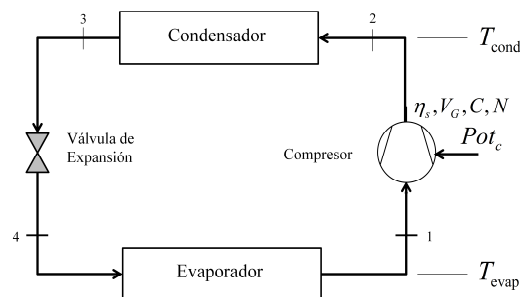 3
Condensador
2
T_cond
η_s, V_G, C, N
Pot_c
Válvula de
Expansión
Compresor
4
1
Evaporador
T_evap